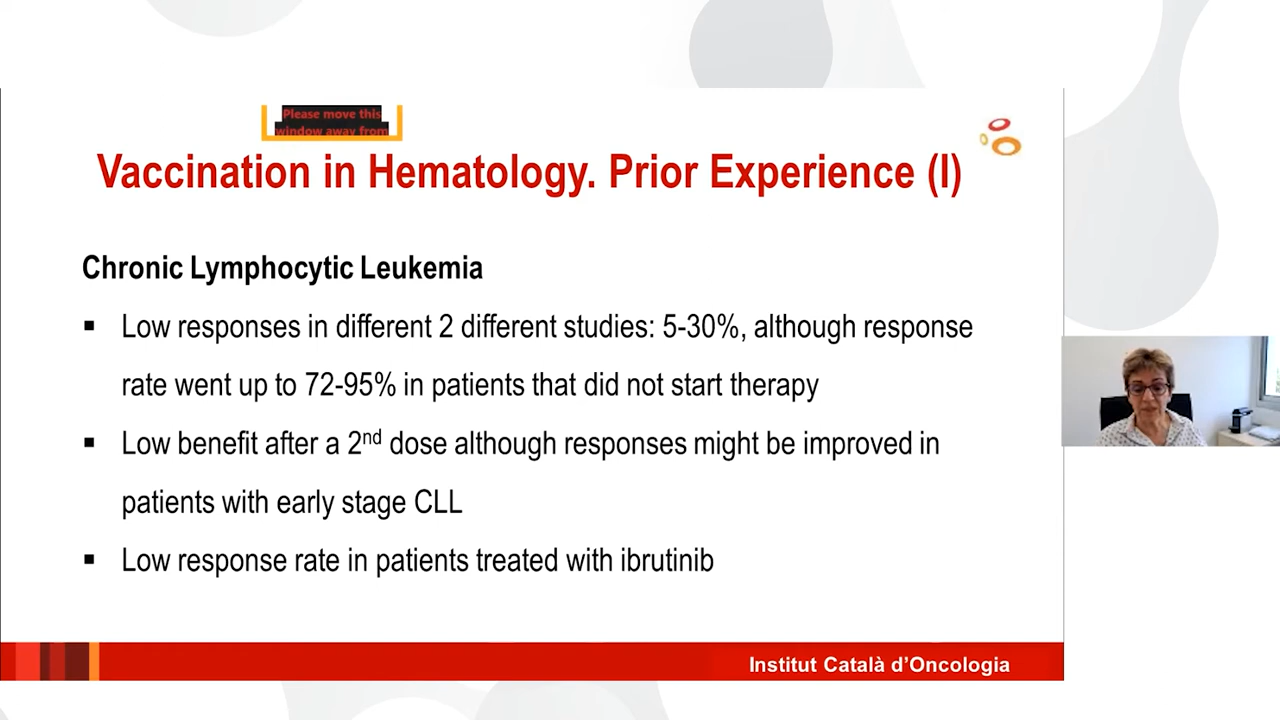 Please move this
window away from
Vaccination in Hematology. Prior Experience (I)
Chronic Lymphocytic Leukemia
▪ Low responses in different 2 different studies: 5-30%, although response
rate went up to 72-95% in patients that did not start therapy
▪ Low benefit after a 2nd dose although responses might be improved in
patients with early stage CLL
▪ Low response rate in patients treated with ibrutinib
Institut Català d’Oncologia